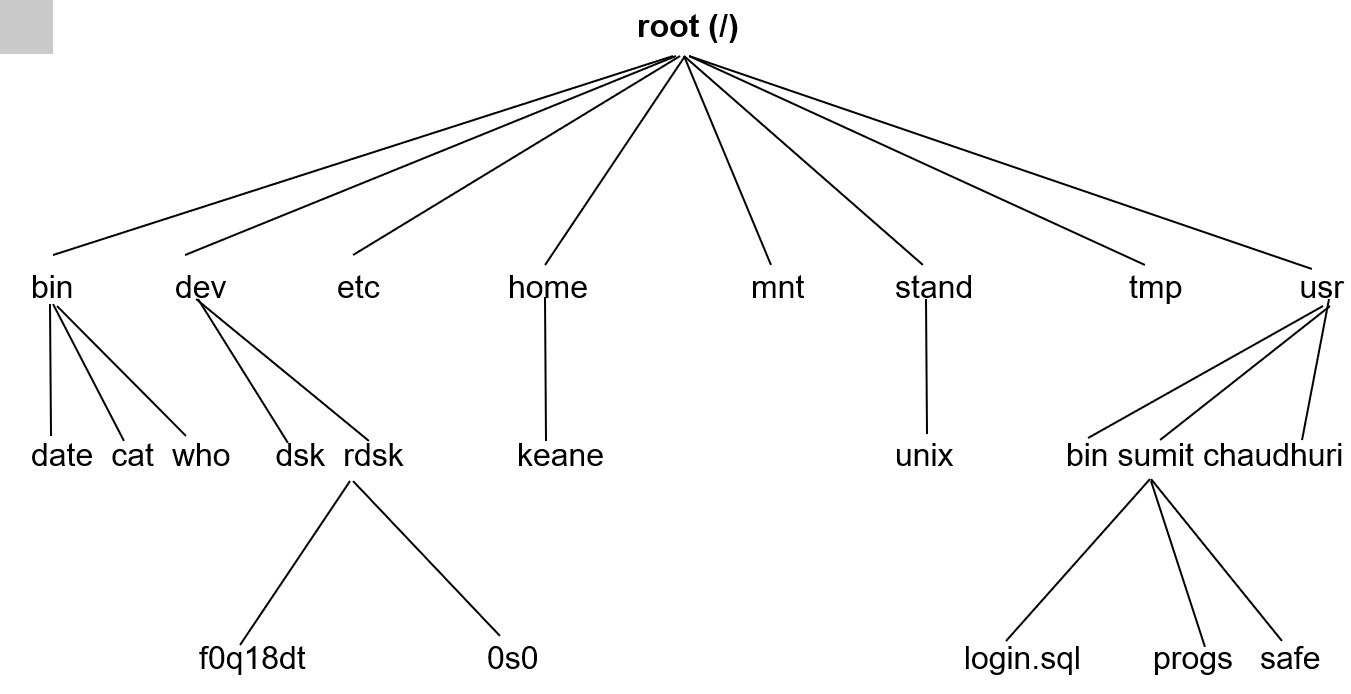 root (/)
bin dev etc home mnt stand tmp usr
date cat who dsk rdsk keane unix bin sumit chaudhuri
f0q18dt 0s0 login.sql progs safe